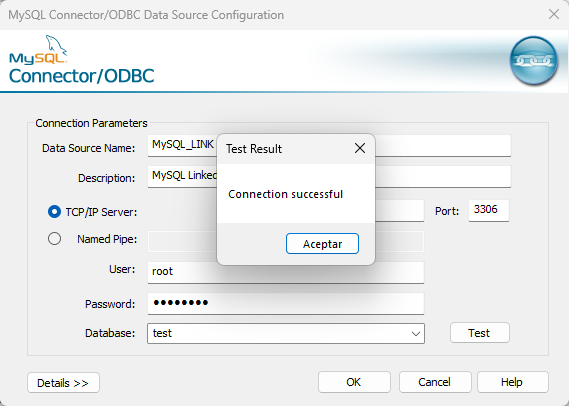 MySQL Connector/ODBC Data Source Configuration
MySQL
Connector/ODBC
Connection Parameters
Data Source Name: MySQL_LINK
Description: MySQL Linked
TCP/IP Server: Port: 3306
Named Pipe:
User: root
Password: ••••••••
Database: test Test
Details >> OK Cancel Help
Test Result
Connection successful
Aceptar